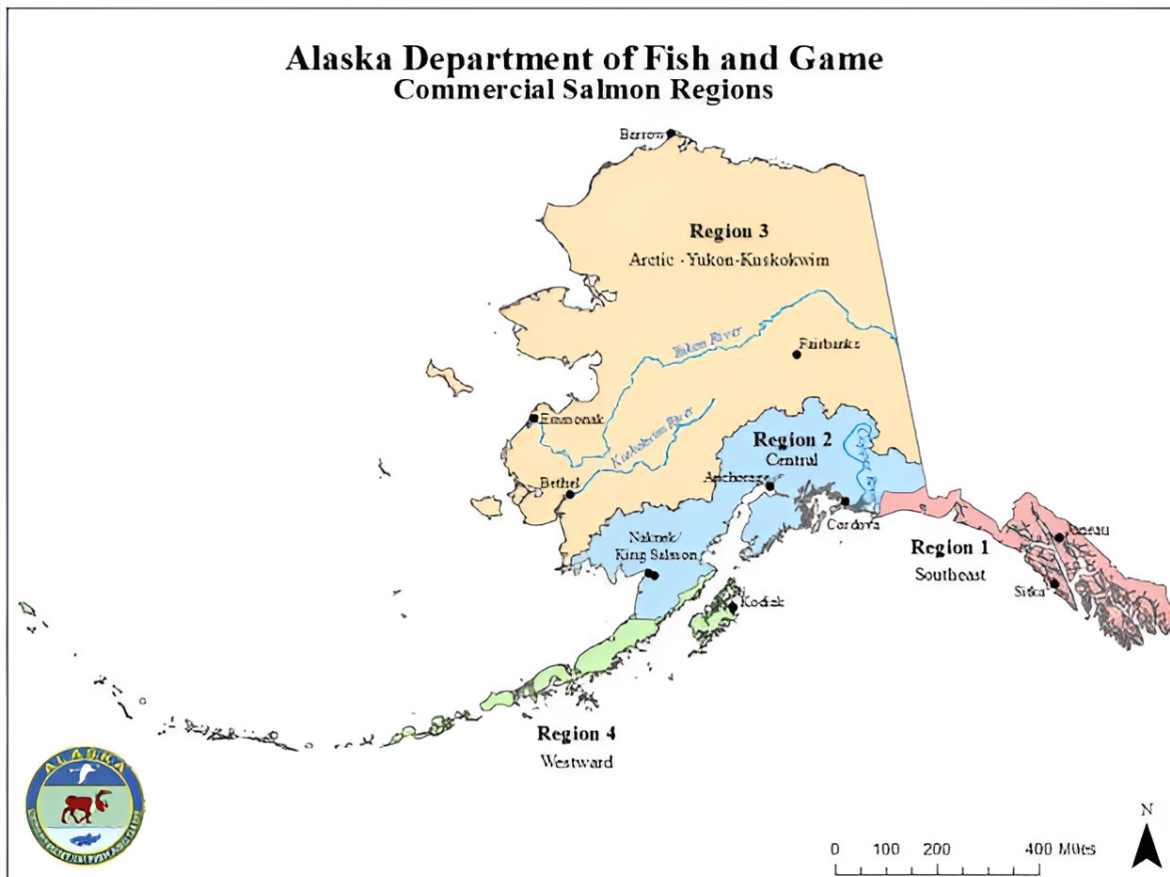 Alaska Department of Fish and Game
Commercial Salmon Regions
Barrow
Region 3
Arctic - Yukon-Kuskokwim
Yukon River
Fairbanks
Emmonak
Kuskokwim River
Region 2
Central
Bethel
Anchorage
Cordova
Naknek/
King Salmon
Region 1
Southeast
Juneau
Sitka
Kodiak
Region 4
Westward
ALASKA
N
0 100 200 400 Miles